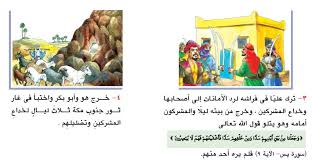 ٣- ترك عليًا في فراشه لرد الأمانات إلى أصحابها
وخداع المشركين . وخرج من بيته ليلاً والمشركون
أمامه وهو يتلو قول الله تعالى
﴿وَجَعَلْنَا مِنْ بَيْنِ أَيْدِيهِمْ سَدًّا وَمِنْ خَلْفِهِمْ سَدًّا فَأَغْشَيْنَاهُمْ فَهُمْ لَا يُبْصِرُونَ﴾
(سورة يس- الآية ٩) فلم يره أحد منهم.
٤- خرج هو وأبو بكر واختبأ في غار
ثور جنوب مكة ثلاث ليال لخداع
المشركين وتضليلهم .